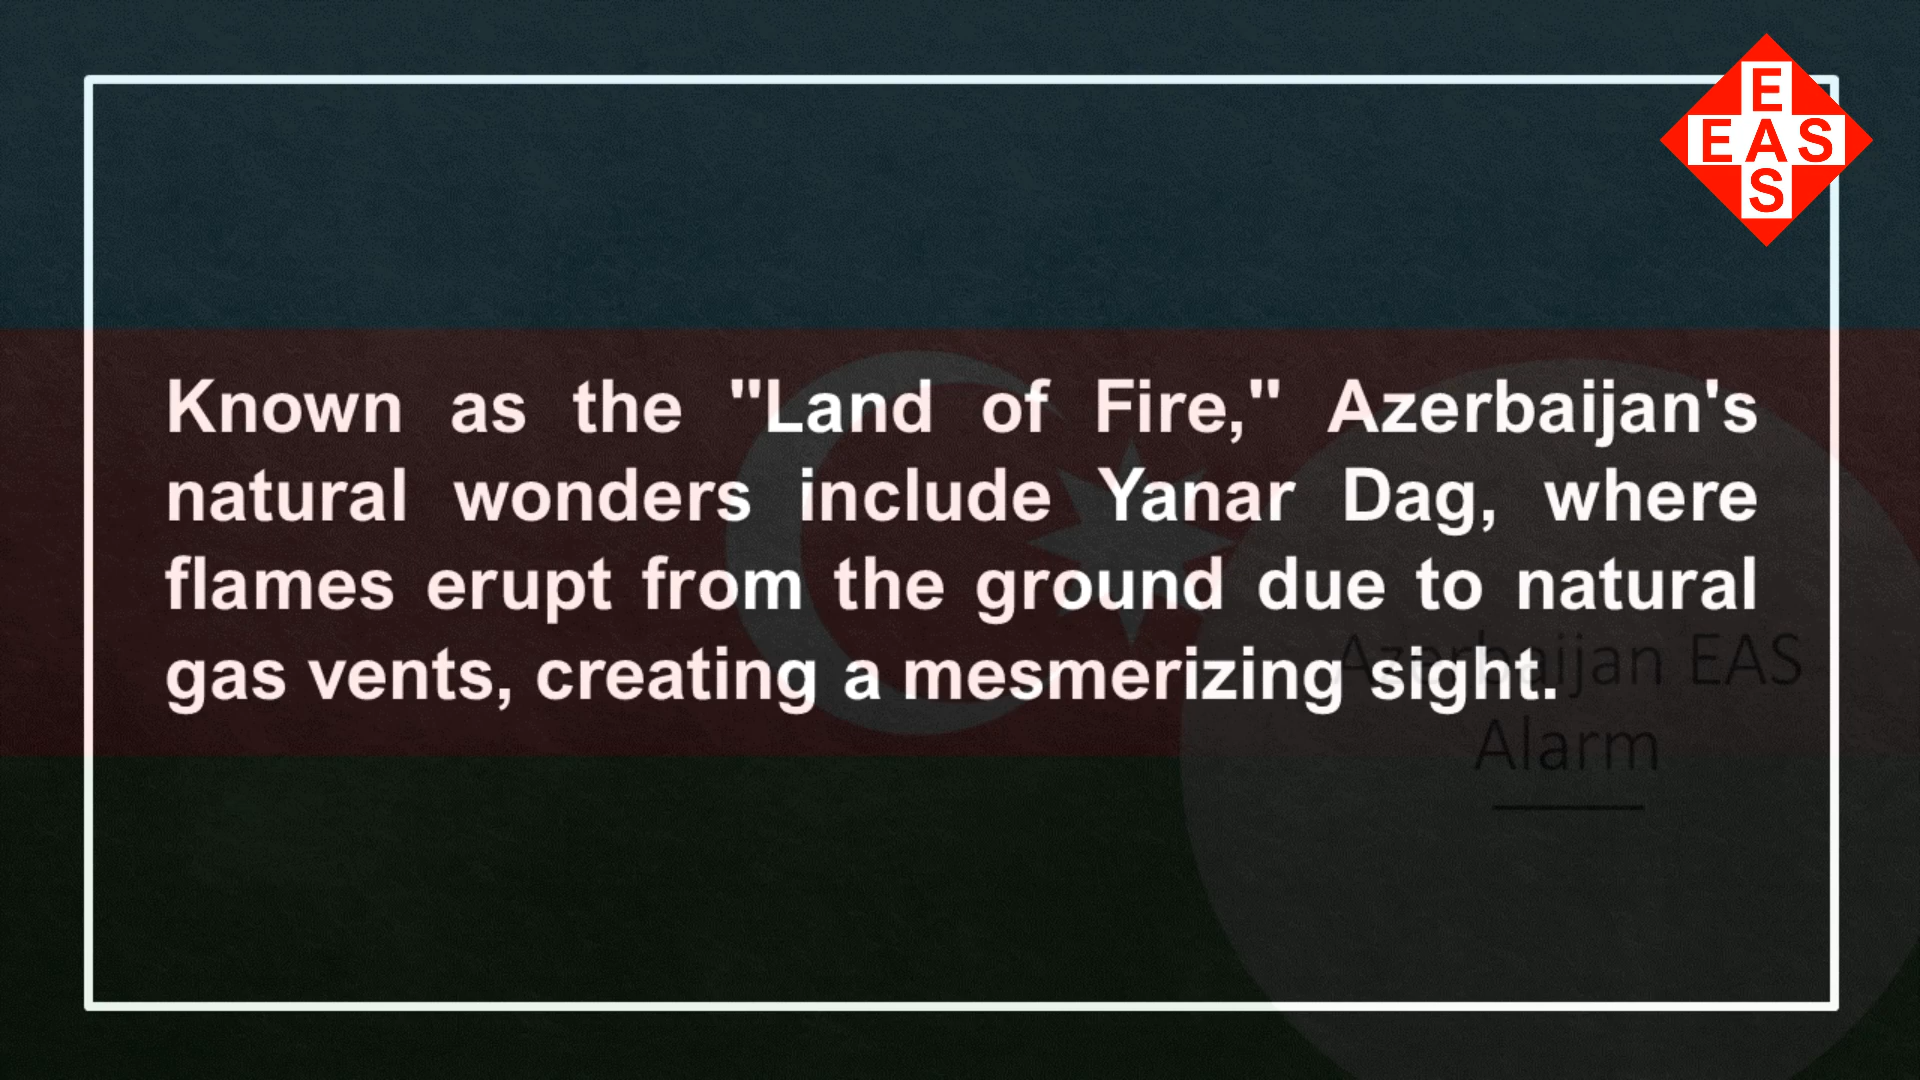 E
EAS
S
Known as the "Land of Fire," Azerbaijan's
natural wonders include Yanar Dag, where
flames erupt from the ground due to natural
gas vents, creating a mesmerizing sight.
Azerbaijan EAS
Alarm